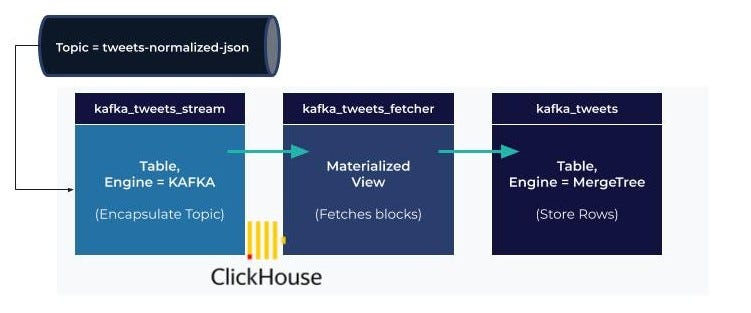 Topic = tweets-normalized-json
kafka_tweets_stream
Table,
Engine = KAFKA
(Encapsulate Topic)
kafka_tweets_fetcher
Materialized
View
(Fetches blocks)
kafka_tweets
Table,
Engine = MergeTree
(Store Rows)
ClickHouse